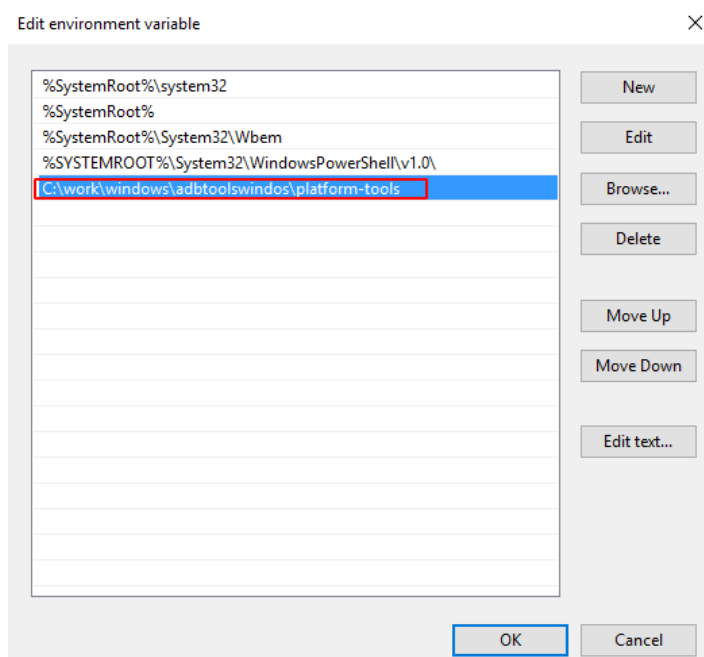 Edit environment variable
%SystemRoot%\system32
%SystemRoot%
%SystemRoot%\System32\Wbem
%SYSTEMROOT%\System32\WindowsPowerShell\v1.0\
C:\work\windows\adbtoolswindos\platform-tools
New
Edit
Browse...
Delete
Move Up
Move Down
Edit text...
OK
Cancel